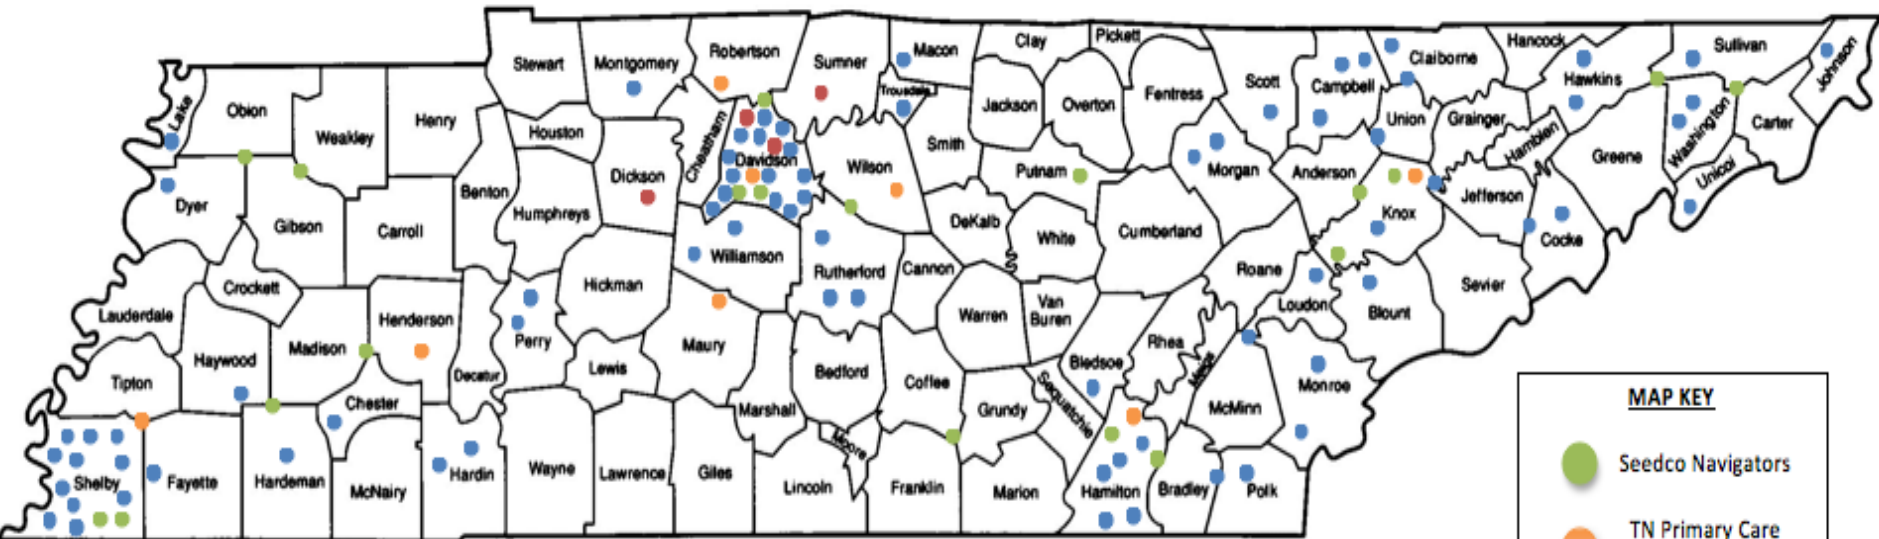 Stewart
Montgomery
Robertson
Sumner
Macon
Trousdale
Clay
Pickett
Jackson
Overton
Fentress
Scott
Campbell
Claiborne
Hancock
Hawkins
Sullivan
Johnson
Lake
Obion
Weakley
Henry
Houston
Cheatham
Davidson
Wilson
Smith
Putnam
Morgan
Anderson
Union
Grainger
Hamblen
Greene
Washington
Carter
Unicoi
Dyer
Gibson
Carroll
Benton
Humphreys
Dickson
Williamson
Rutherford
Cannon
DeKalb
White
Cumberland
Roane
Knox
Jefferson
Cocke
Sevier
Blount
Loudon
Lauderdale
Crockett
Haywood
Madison
Henderson
Decatur
Perry
Hickman
Lewis
Maury
Marshall
Bedford
Coffee
Warren
Van
Buren
Bledsoe
Rhea
Meigs
McMinn
Monroe
Tipton
Chester
Shelby
Fayette
Hardeman
McNairy
Hardin
Wayne
Lawrence
Giles
Lincoln
Moore
Franklin
Grundy
Sequatchie
Marion
Hamilton
Bradley
Polk
MAP KEY
Seedco Navigators
TN Primary Care